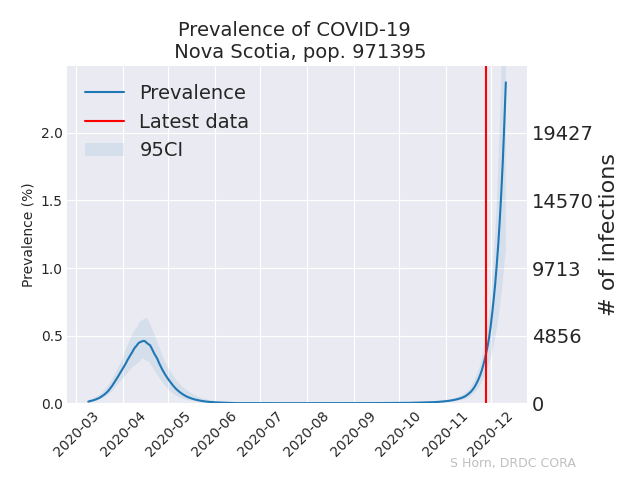 Prevalence of COVID-19
Nova Scotia, pop. 971395
Prevalence
Latest data
95CI
Prevalence (%)
2.0
1.5
1.0
0.5
0.0
19427
14570
9713
4856
0
# of infections
2020-03
2020-04
2020-05
2020-06
2020-07
2020-08
2020-09
2020-10
2020-11
2020-12
S Horn, DRDC CORA